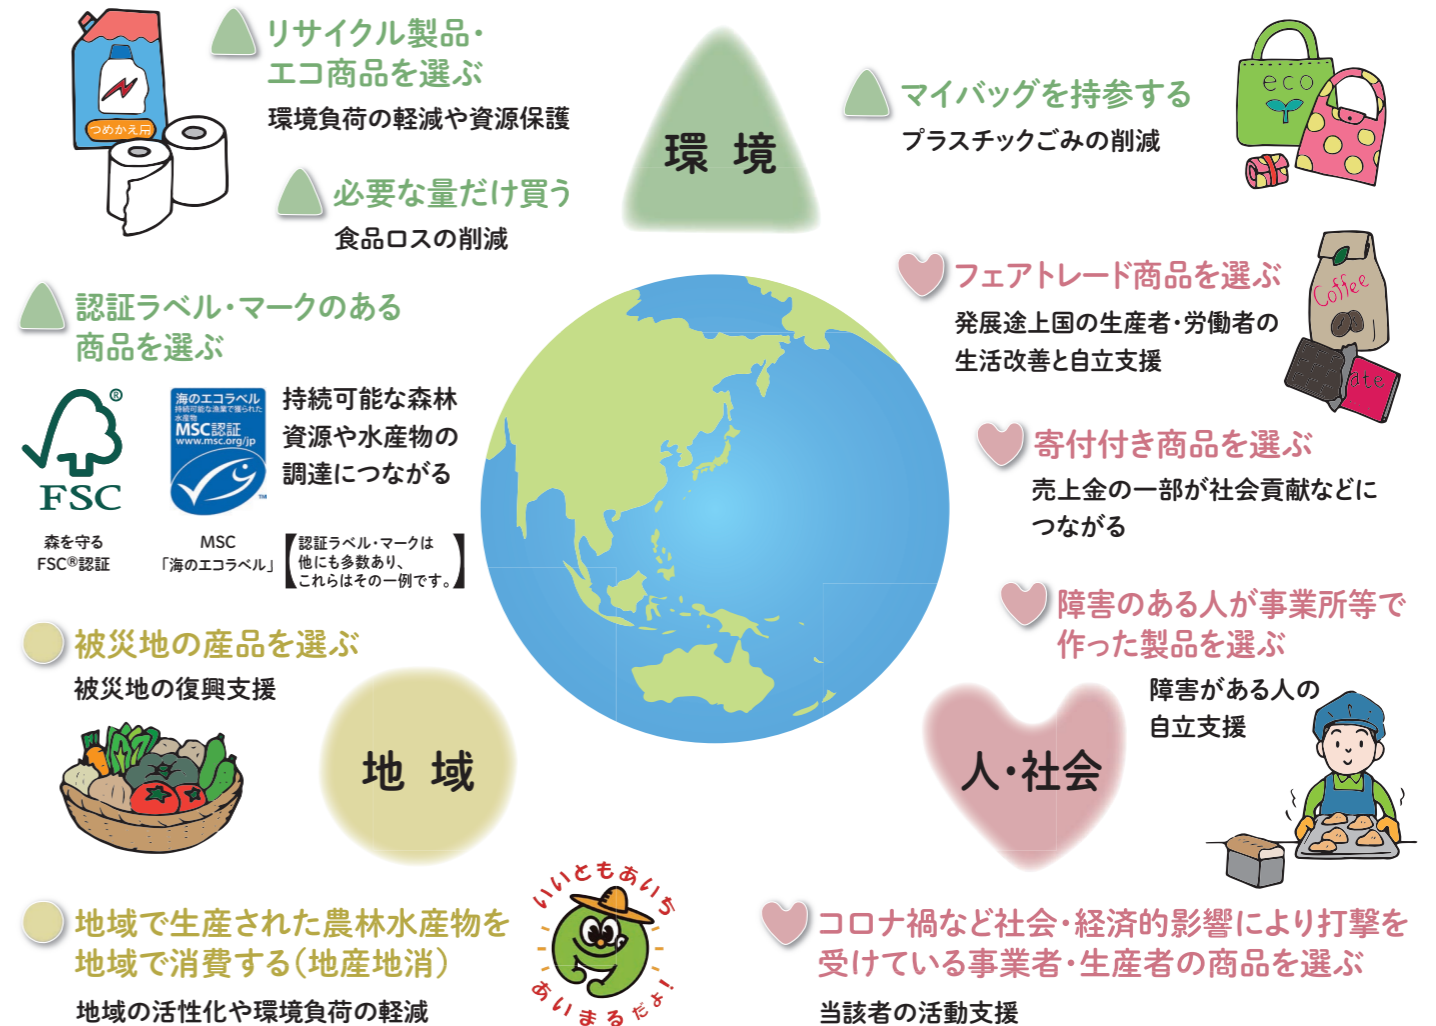 リサイクル製品・
エコ商品を選ぶ
環境負荷の軽減や資源保護
つめかえ用
必要な量だけ買う
食品ロスの削減
環 境
マイバッグを持参する
プラスチックごみの削減
eco
認証ラベル・マークのある
商品を選ぶ
FSC
®
森を守る
FSC®認証
海のエコラベル
持続可能な漁業で獲られた
水産物
MSC認証
www.msc.org/jp
™
MSC
「海のエコラベル」
持続可能な森林
資源や水産物の
調達につながる
【認証ラベル・マークは
他にも多数あり、
これらはその一例です。】
フェアトレード商品を選ぶ
発展途上国の生産者・労働者の
生活改善と自立支援
Coffee
ate
寄付付き商品を選ぶ
売上金の一部が社会貢献などに
つながる
障害のある人が事業所等で
作った製品を選ぶ
障害がある人の
自立支援
人・社会
被災地の産品を選ぶ
被災地の復興支援
地 域
地域で生産された農林水産物を
地域で消費する(地産地消)
地域の活性化や環境負荷の軽減
いいともあいち
あいまるだよ!
コロナ禍など社会・経済的影響により打撃を
受けている事業者・生産者の商品を選ぶ
当該者の活動支援